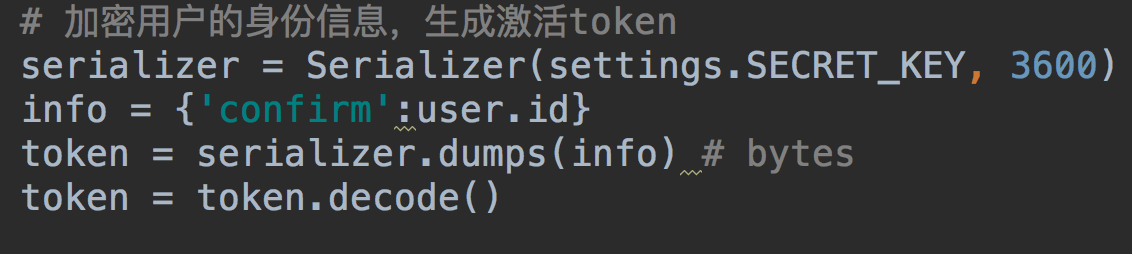 # 加密用户的身份信息，生成激活token
serializer = Serializer(settings.SECRET_KEY, 3600)
info = {'confirm':user.id}
token = serializer.dumps(info) # bytes
token = token.decode()